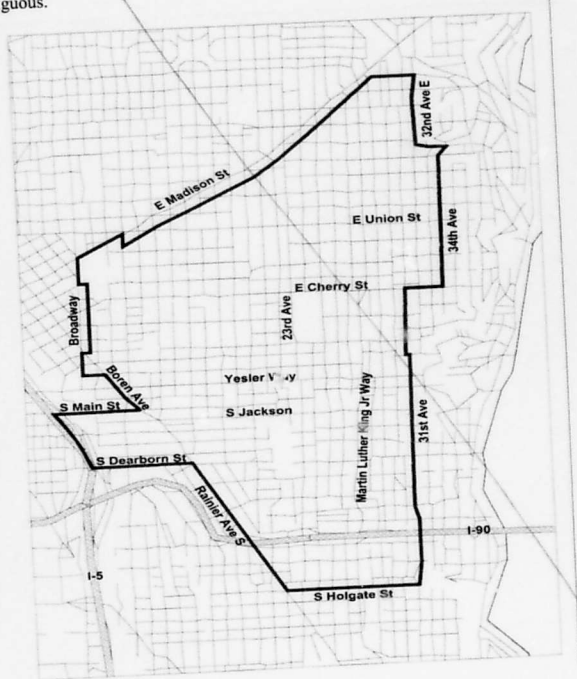 guous.
32nd Ave E
E Madison St
E Union St
34th Ave
E Cherry St
Broadway
23rd Ave
Boren Ave
Yesler
S Main St
S Jackson
Martin Luther King Jr Way
31st Ave
S Dearborn St
Rainier Ave S
I-90
I-5
S Holgate St